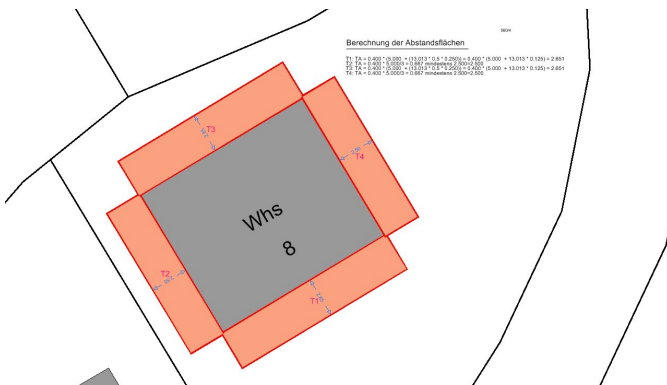 380/4
Berechnung der Abstandsflächen
T1: TA = 0.400 * (5.000 + (13.013 * 0.5 * 0.250)) = 0.400 * (5.000 + 13.013 * 0.125) = 2.651
T2: TA = 0.400 * 5.000/3 = 0.667 mindestens 2.500=2.500
T3: TA = 0.400 * (5.000 + (13.013 * 0.5 * 0.250)) = 0.400 * (5.000 + 13.013 * 0.125) = 2.651
T4: TA = 0.400 * 5.000/3 = 0.667 mindestens 2.500=2.500
T3
T4
Whs
8
T2
T1